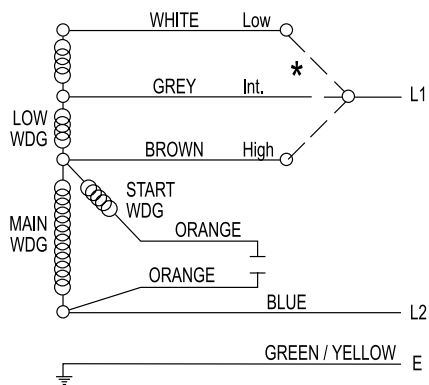 WHITE Low
*
GREY Int. L1
LOW
WDG
BROWN High
START
WDG
MAIN
WDG
ORANGE
ORANGE
BLUE L2
GREEN / YELLOW E